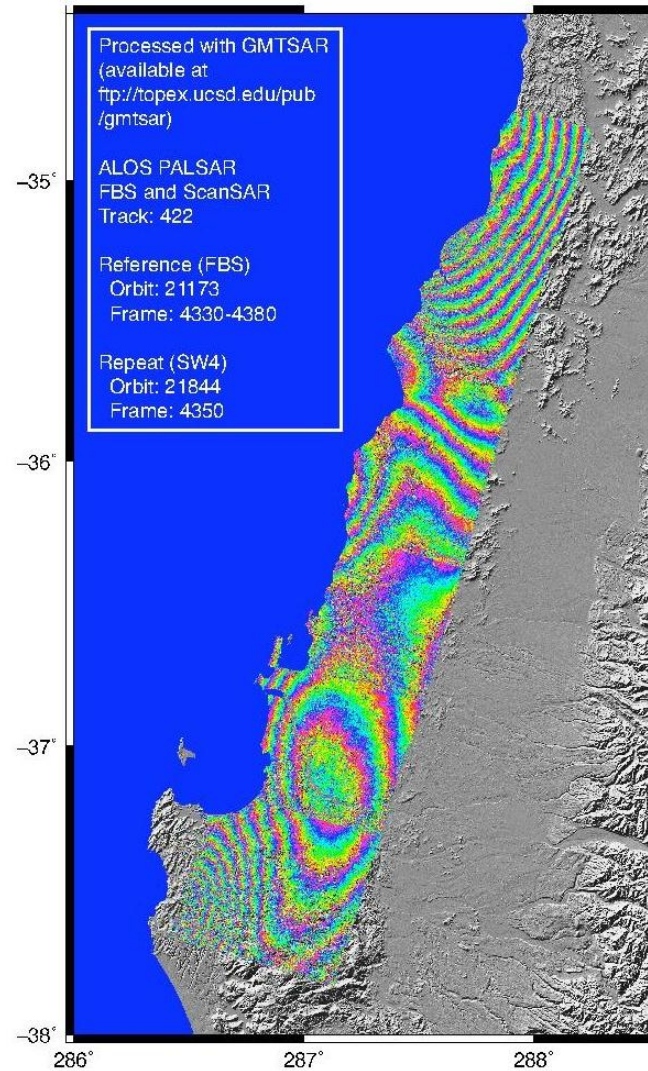 Processed with GMTSAR
(available at
ftp://topex.ucsd.edu/pub
/gmtsar)
ALOS PALSAR
FBS and ScanSAR
Track: 422
Reference (FBS)
Orbit: 21173
Frame: 4330-4380
Repeat (SW4)
Orbit: 21844
Frame: 4350
−35°
−36°
−37°
−38°
286° 287° 288°